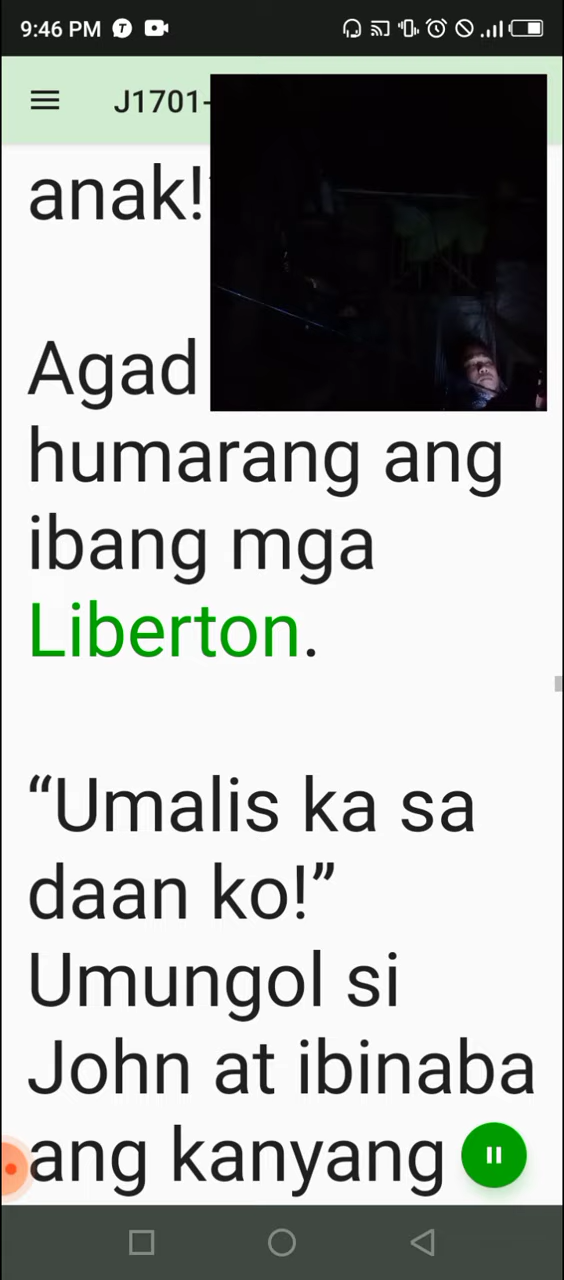 9:46 PM
J1701-
anak!
Agad
humarang ang
ibang mga
Liberton.
“Umalis ka sa
daan ko!”
Umungol si
John at ibinaba
ang kanyang